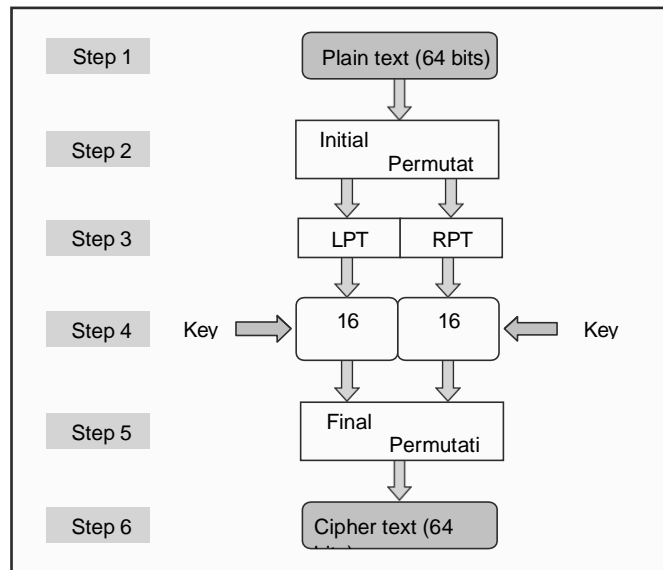 Step 1
Plain text (64 bits)
Step 2
Initial
Permutat
Step 3
LPT
RPT
Step 4
Key
16
16
Key
Step 5
Final
Permutati
Step 6
Cipher text (64